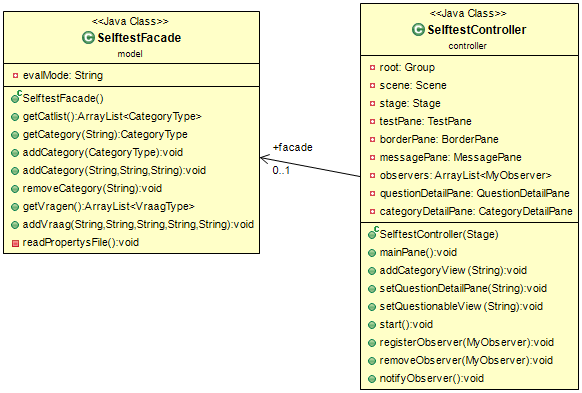 <<Java Class>>
SelftestFacade
model
evalMode: String
SelftestFacade()
getCatlist():ArrayList<CategoryType>
getCategory(String):CategoryType
addCategory(CategoryType):void
addCategory(String,String,String):void
removeCategory(String):void
getVragen():ArrayList<VraagType>
addVraag(String,String,String,String,String):void
readPropertysFile():void
+facade
0..1
<<Java Class>>
SelftestController
controller
root: Group
scene: Scene
stage: Stage
testPane: TestPane
borderPane: BorderPane
messagePane: MessagePane
observers: ArrayList<MyObserver>
questionDetailPane: QuestionDetailPane
categoryDetailPane: CategoryDetailPane
SelftestController(Stage)
mainPane():void
addCategoryView(String):void
setQuestionDetailPane(String):void
setQuestionableView(String):void
start():void
registerObserver(MyObserver):void
removeObserver(MyObserver):void
notifyObserver():void